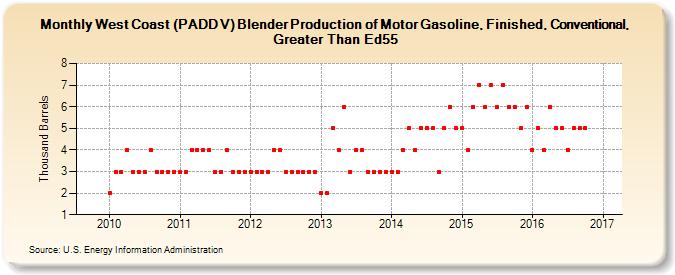 Monthly West Coast (PADD V) Blender Production of Motor Gasoline, Finished, Conventional,
Greater Than Ed55
Thousand Barrels
8
7
6
5
4
3
2
1
2010 2011 2012 2013 2014 2015 2016 2017
Source: U.S. Energy Information Administration